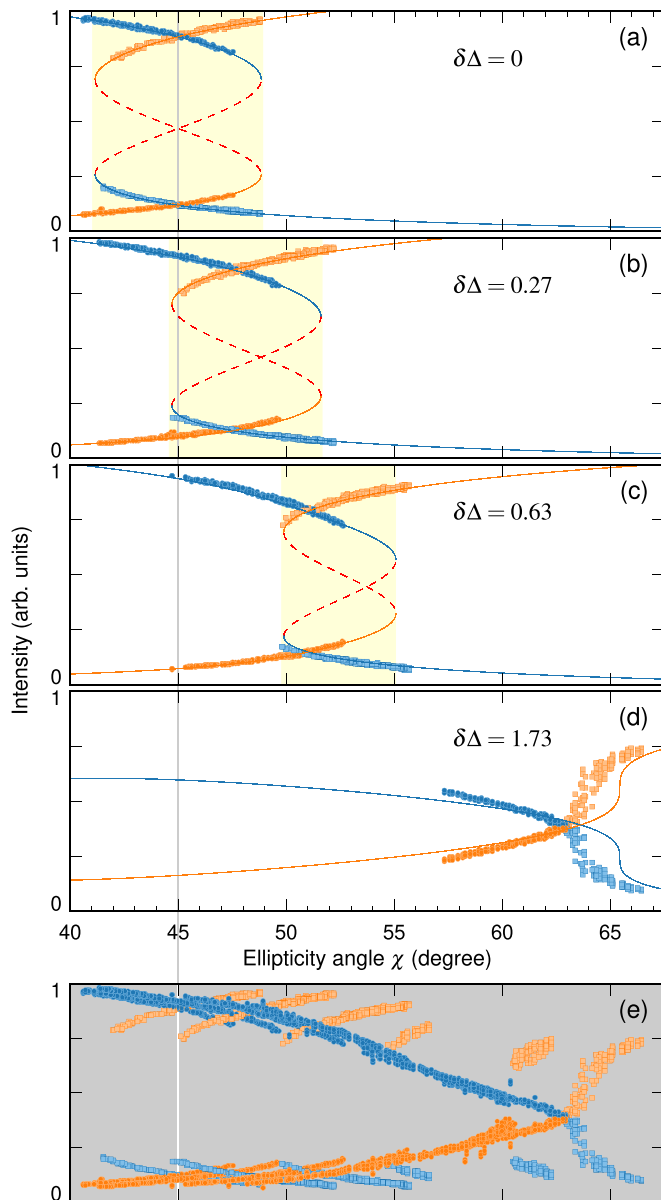 1
(a)
δΔ = 0
0
1
(b)
δΔ = 0.27
0
1
(c)
δΔ = 0.63
0
Intensity (arb. units)
1
(d)
δΔ = 1.73
0
40 45 50 55 60 65
Ellipticity angle χ (degree)
1
(e)
0